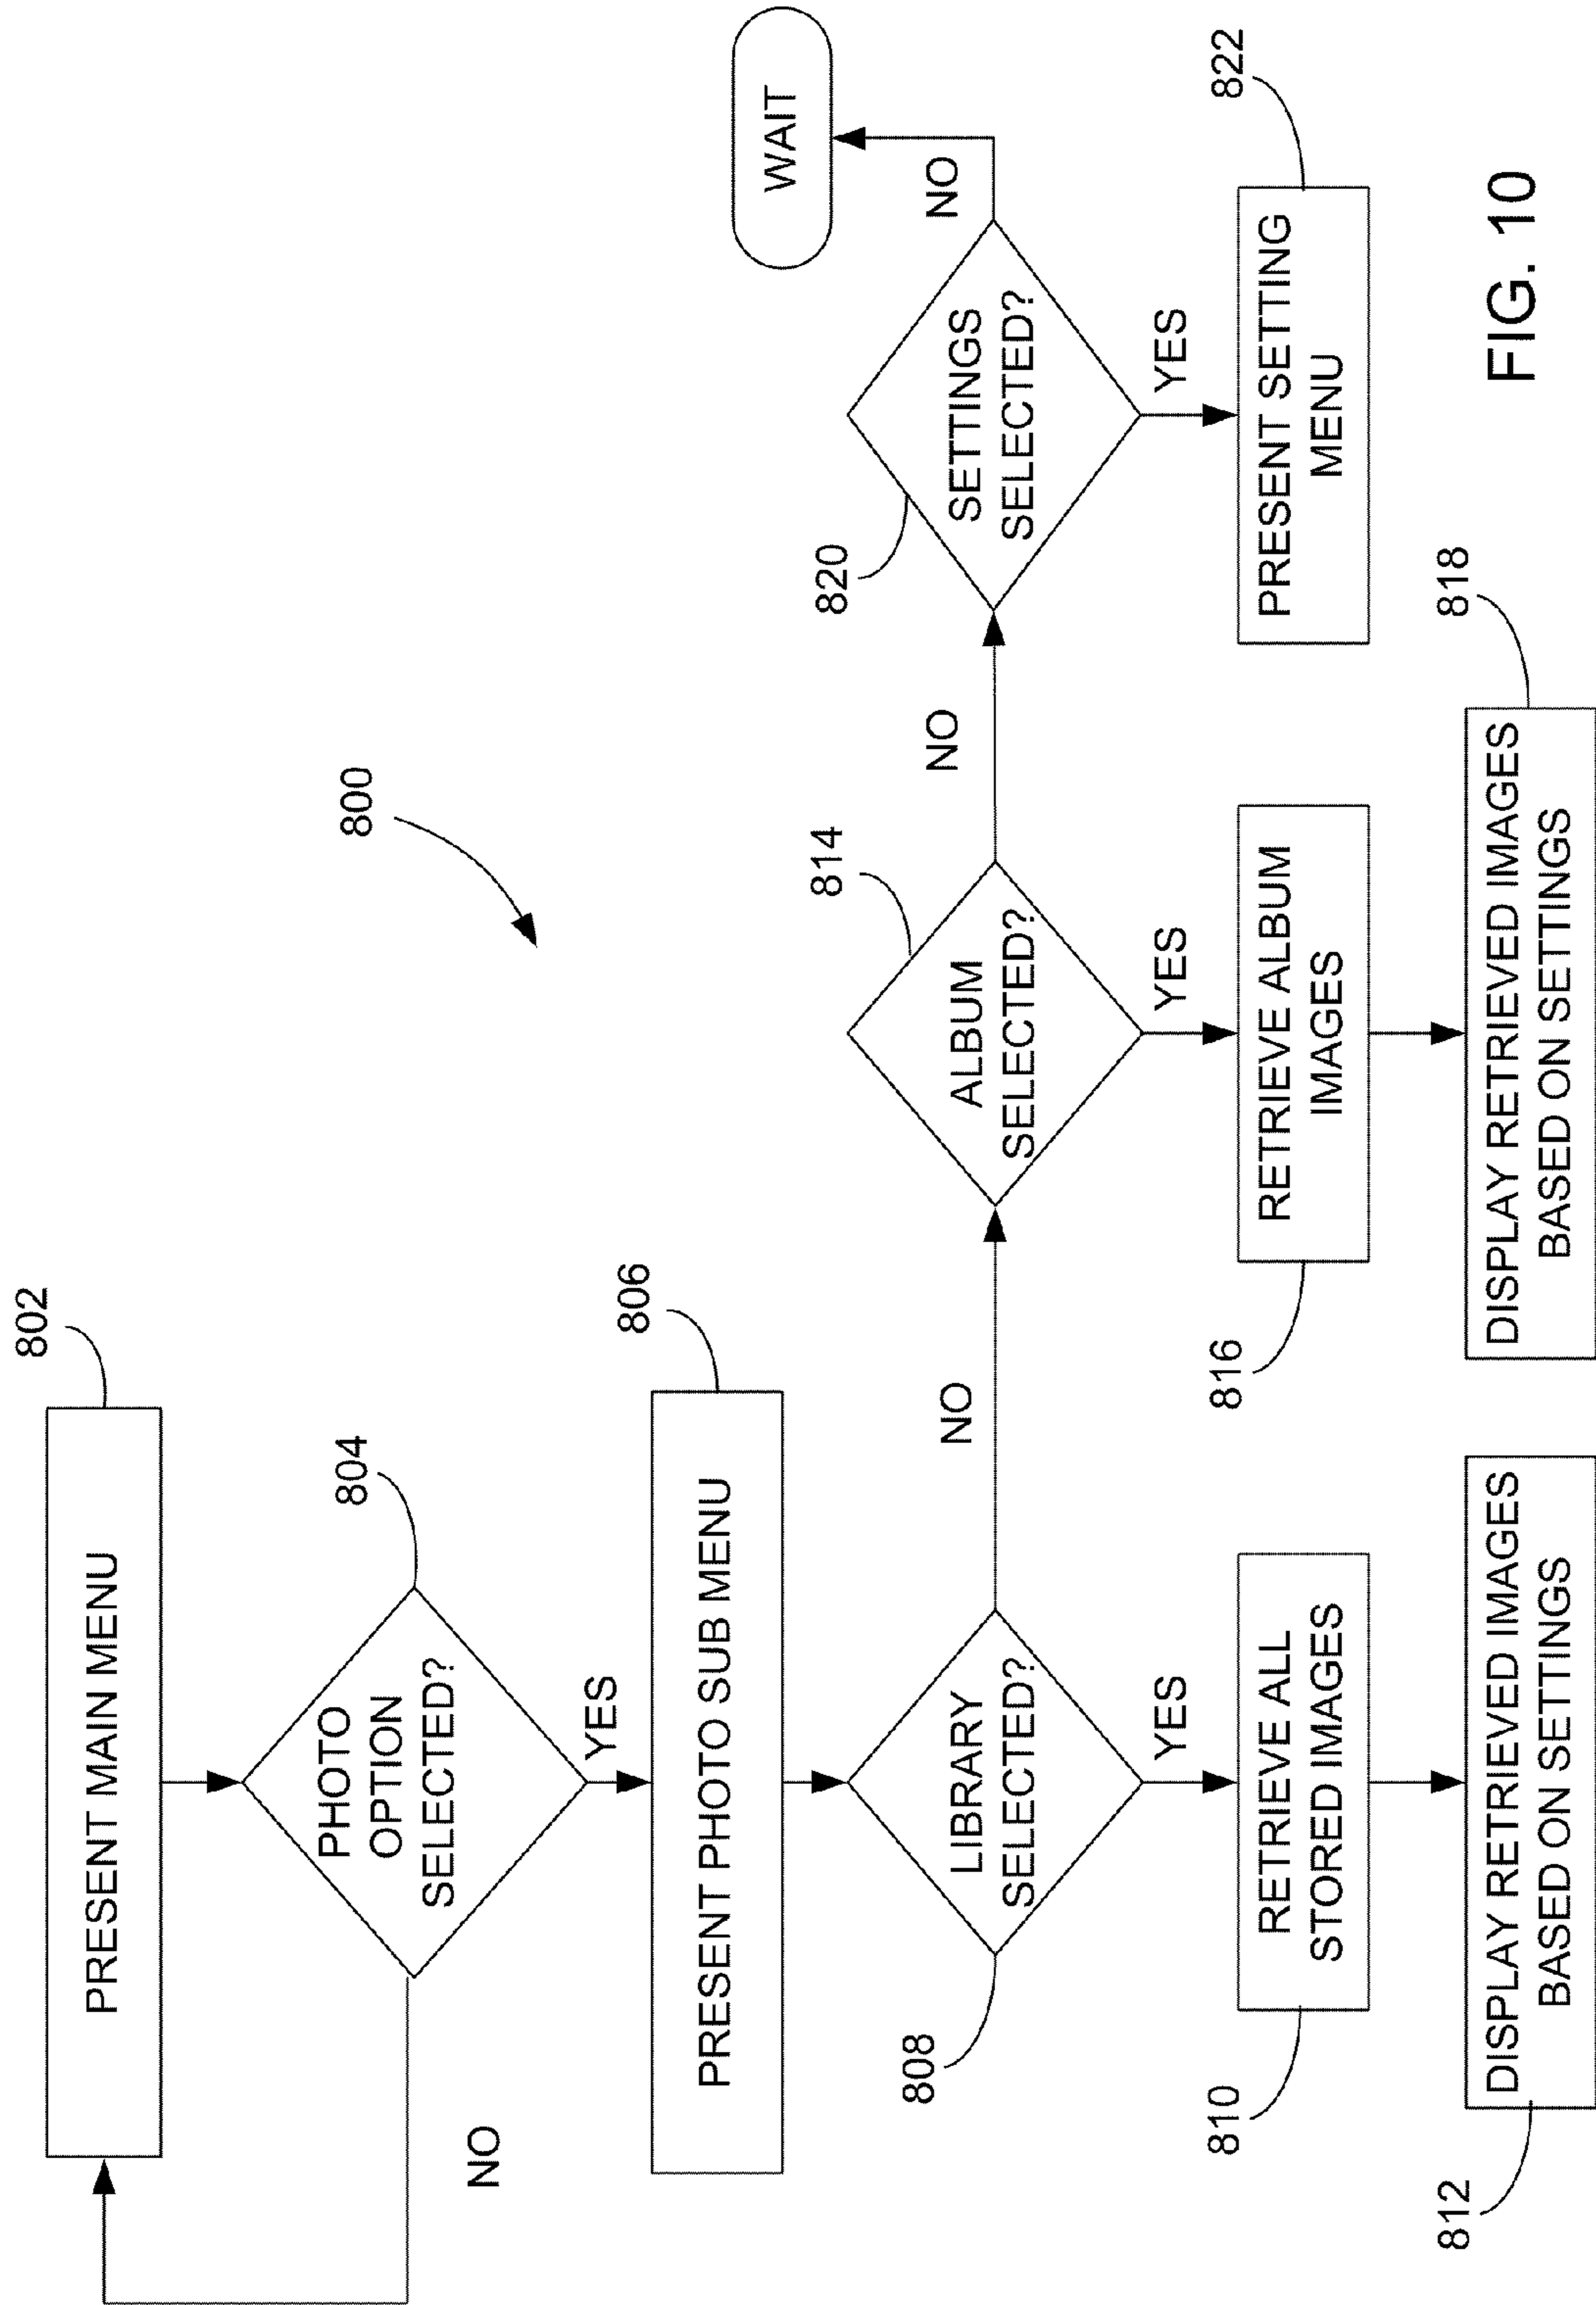 802
PRESENT MAIN MENU
804
PHOTO
OPTION
SELECTED?
NO
YES
800
806
PRESENT PHOTO SUB MENU
WAIT
808
LIBRARY
SELECTED?
NO
814
ALBUM
SELECTED?
NO
820
SETTINGS
SELECTED?
NO
YES
YES
YES
810
RETRIEVE ALL
STORED IMAGES
816
RETRIEVE ALBUM
IMAGES
PRESENT SETTING
MENU
822
812
DISPLAY RETRIEVED IMAGES
BASED ON SETTINGS
DISPLAY RETRIEVED IMAGES
BASED ON SETTINGS
818
FIG. 10